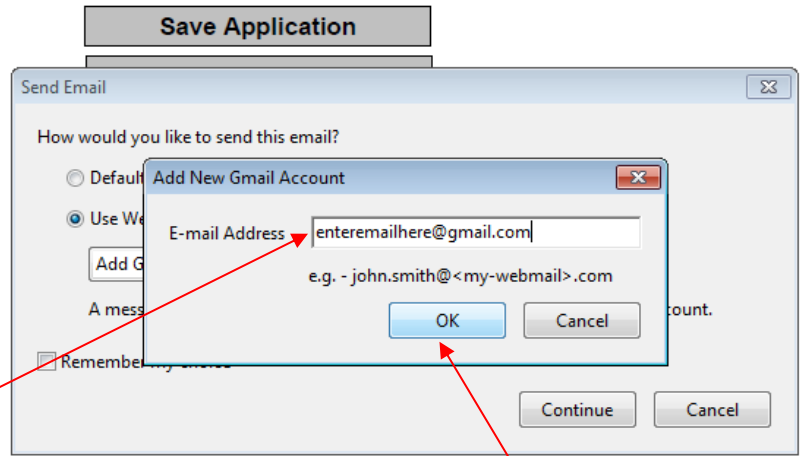 Save Application
Send Email
How would you like to send this email?
Default
Add New Gmail Account
Use We
E-mail Address
enteremailhere@gmail.com
Add G
e.g. - john.smith@<my-webmail>.com
A mess
ount.
OK
Cancel
Remember my choice
Continue
Cancel